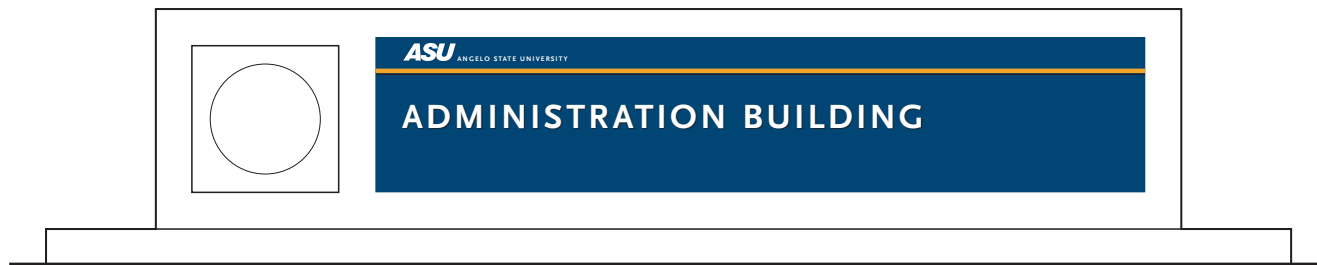 ASU ANGELO STATE UNIVERSITY
ADMINISTRATION BUILDING